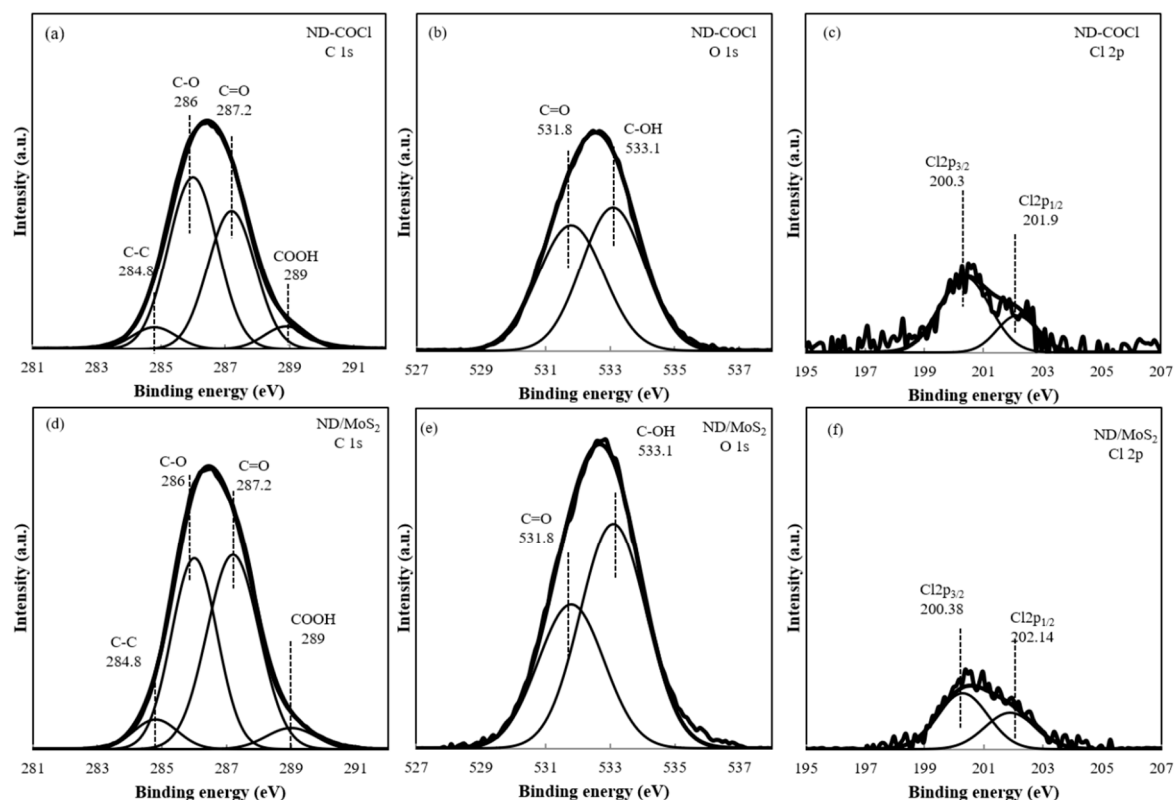 (a)
ND-COCl
C 1s
C-O
286
C=O
287.2
C-C
284.8
COOH
289
Intensity (a.u.)
281 283 285 287 289 291
Binding energy (eV)
(b)
ND-COCl
O 1s
C=O
531.8
C-OH
533.1
Intensity (a.u.)
527 529 531 533 535 537
Binding energy (eV)
(c)
ND-COCl
Cl 2p
Cl2p3/2
200.3
Cl2p1/2
201.9
Intensity (a.u.)
195 197 199 201 203 205 207
Binding energy (eV)
(d)
ND/MoS2
C 1s
C-O
286
C=O
287.2
C-C
284.8
COOH
289
Intensity (a.u.)
281 283 285 287 289 291
Binding energy (eV)
(e)
ND/MoS2
O 1s
C-OH
533.1
C=O
531.8
Intensity (a.u.)
527 529 531 533 535 537
Binding energy (eV)
(f)
ND/MoS2
Cl 2p
Cl2p3/2
200.38
Cl2p1/2
202.14
Intensity (a.u.)
195 197 199 201 203 205 207
Binding energy (eV)